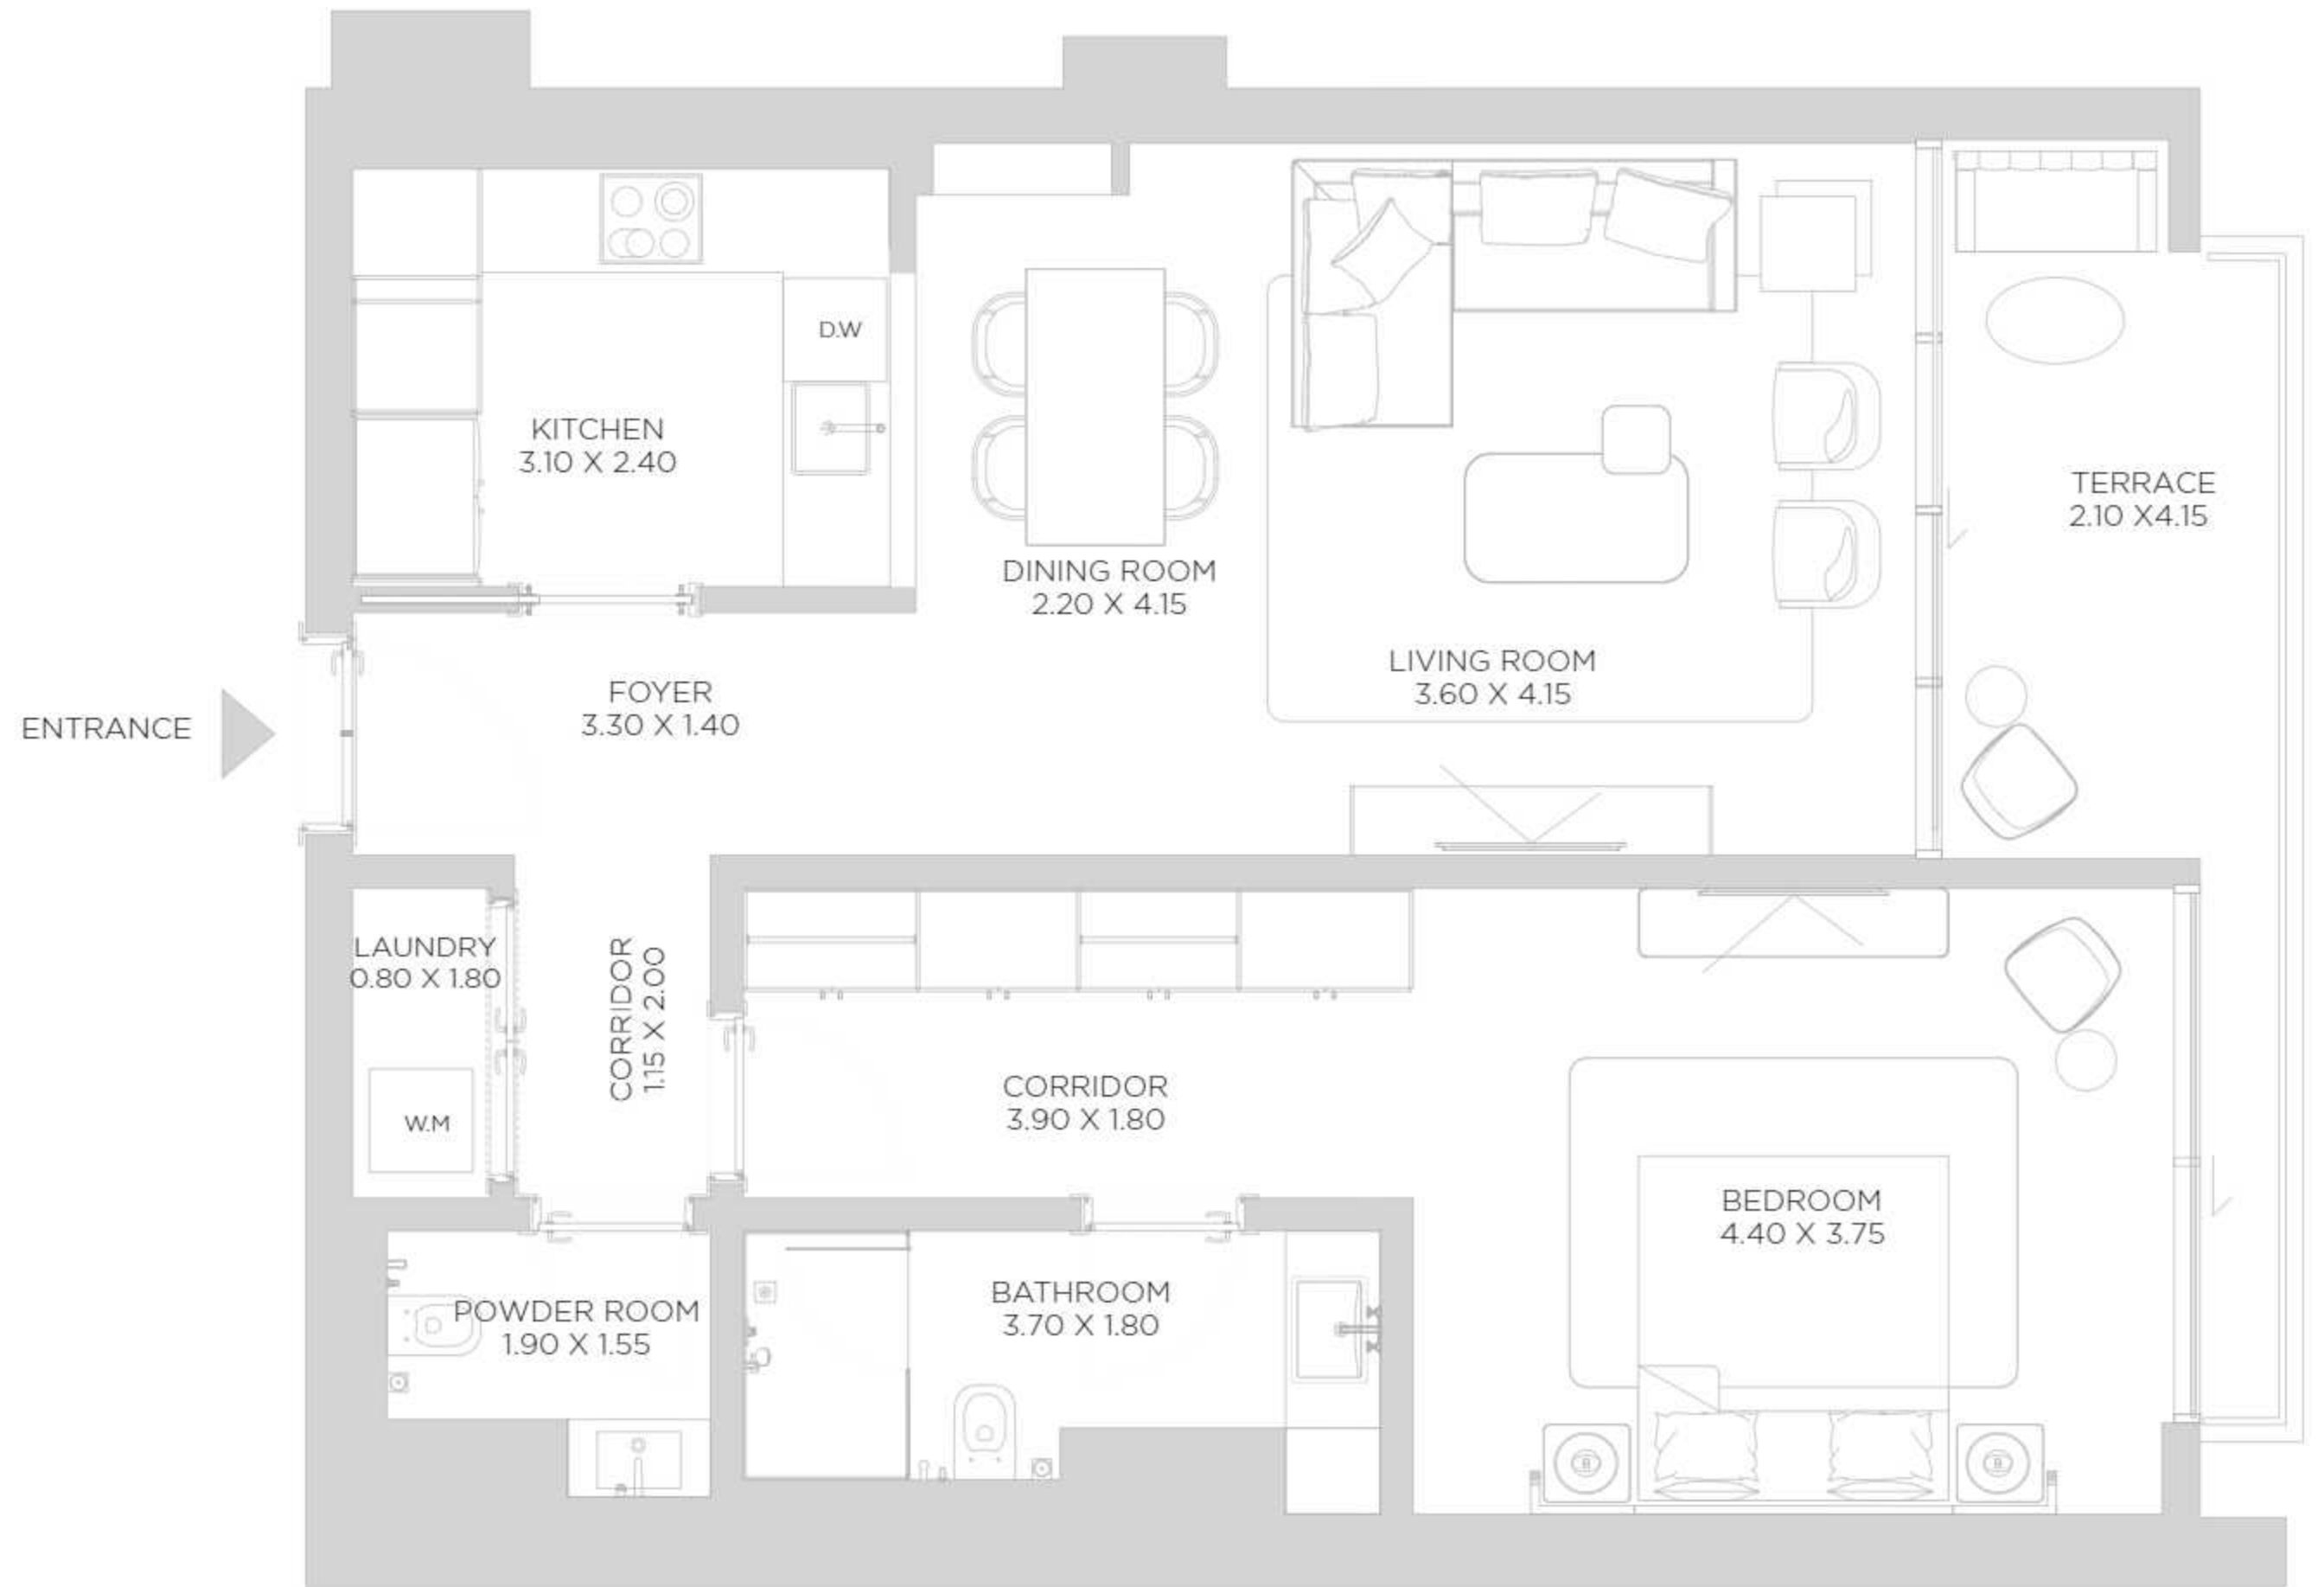 D.W
KITCHEN
3.10 X 2.40
TERRACE
2.10 X4.15
DINING ROOM
2.20 X 4.15
LIVING ROOM
3.60 X 4.15
FOYER
3.30 X 1.40
ENTRANCE
LAUNDRY
0.80 X 1.80
CORRIDOR
1.15 X 2.00
W.M
CORRIDOR
3.90 X 1.80
BEDROOM
4.40 X 3.75
POWDER ROOM
1.90 X 1.55
BATHROOM
3.70 X 1.80